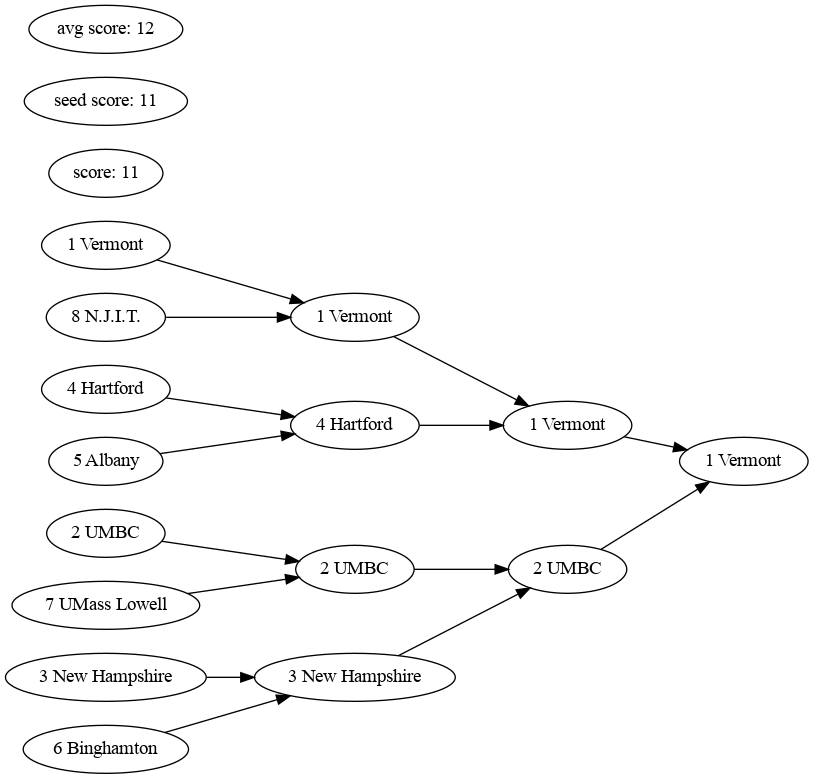 avg score: 12
seed score: 11
score: 11
1 Vermont
8 N.J.I.T.
1 Vermont
4 Hartford
5 Albany
4 Hartford
1 Vermont
1 Vermont
2 UMBC
7 UMass Lowell
2 UMBC
2 UMBC
3 New Hampshire
3 New Hampshire
6 Binghamton